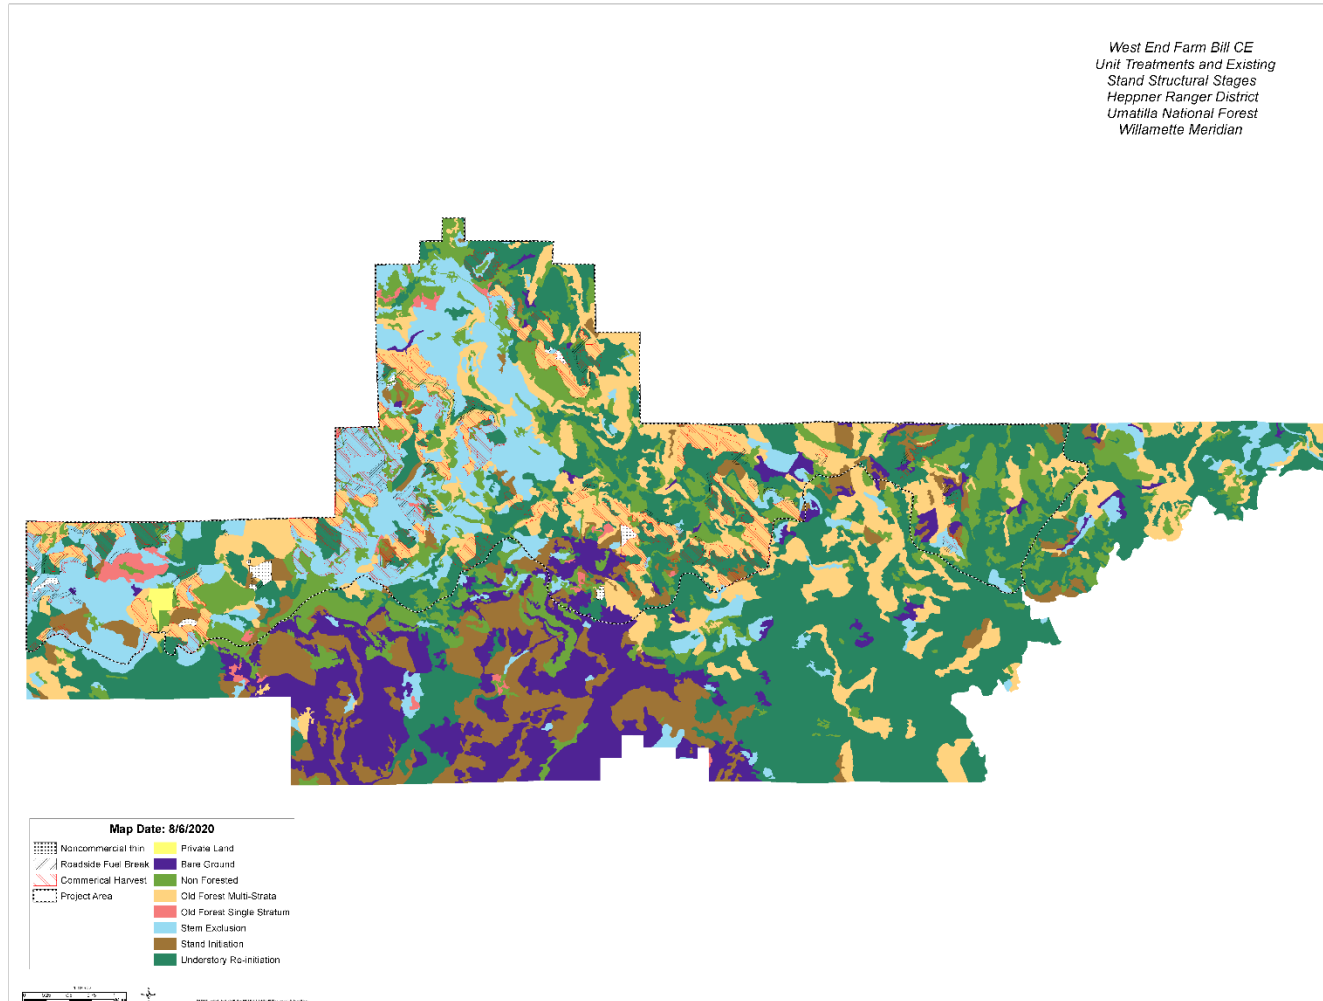 West End Farm Bill CE
Unit Treatments and Existing
Stand Structural Stages
Heppner Ranger District
Umatilla National Forest
Willamette Meridian
Map Date: 8/6/2020
Noncommercial thin
Roadside Fuel Break
Commerical Harvest
Project Area
Private Land
Bare Ground
Non Forested
Old Forest Multi-Strata
Old Forest Single Stratum
Stem Exclusion
Stand Initiation
Understory Re-initiation